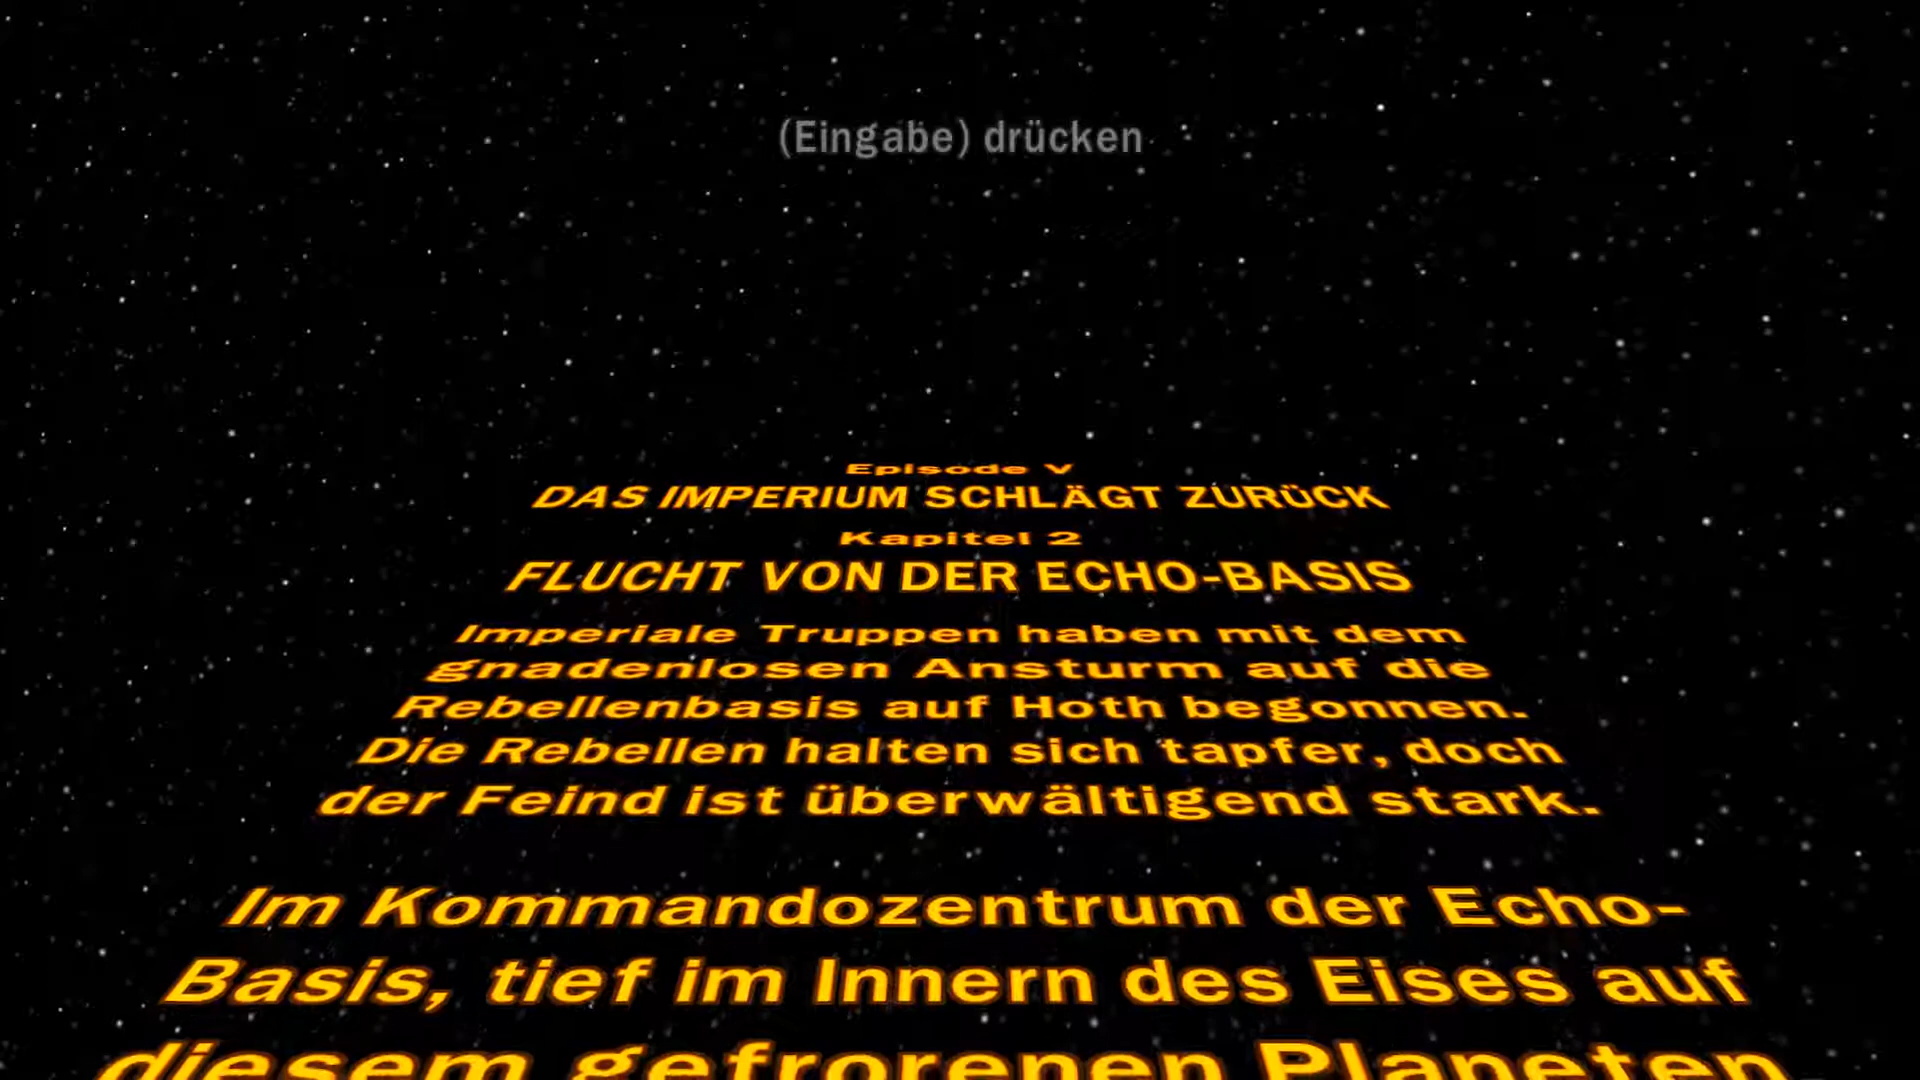 (Eingabe) drücken
Episode V
DAS IMPERIUM SCHLÄGT ZURÜCK
Kapitel 2
FLUCHT VON DER ECHO-BASIS
Imperiale Truppen haben mit dem
gnadenlosen Ansturm auf die
Rebellenbasis auf Hoth begonnen.
Die Rebellen halten sich tapfer, doch
der Feind ist überwältigend stark.
Im Kommandozentrum der Echo-
Basis, tief im Innern des Eises auf
diesem gefrorenen Planeten